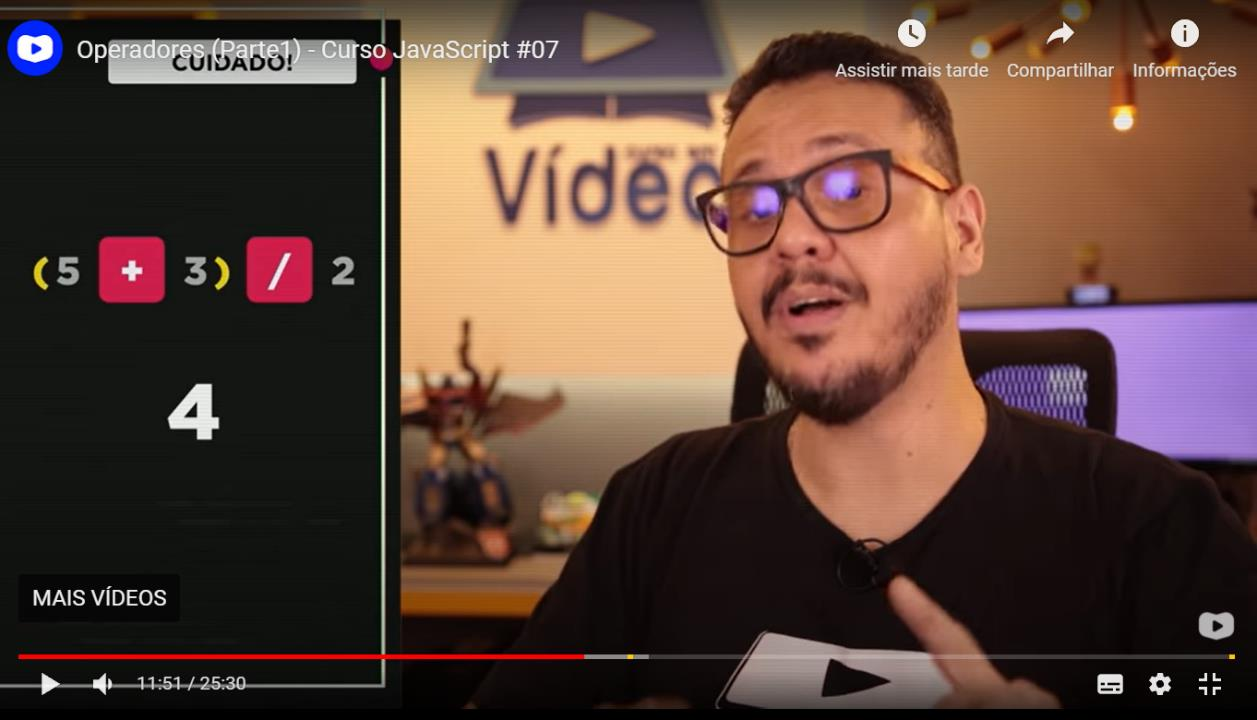 Operadores (Parte1) - Curso JavaScript #07
CUIDADO!
Assistir mais tarde
Compartilhar
Informações
Vídeo
(5 + 3) / 2
4
MAIS VÍDEOS
11:51 / 25:30